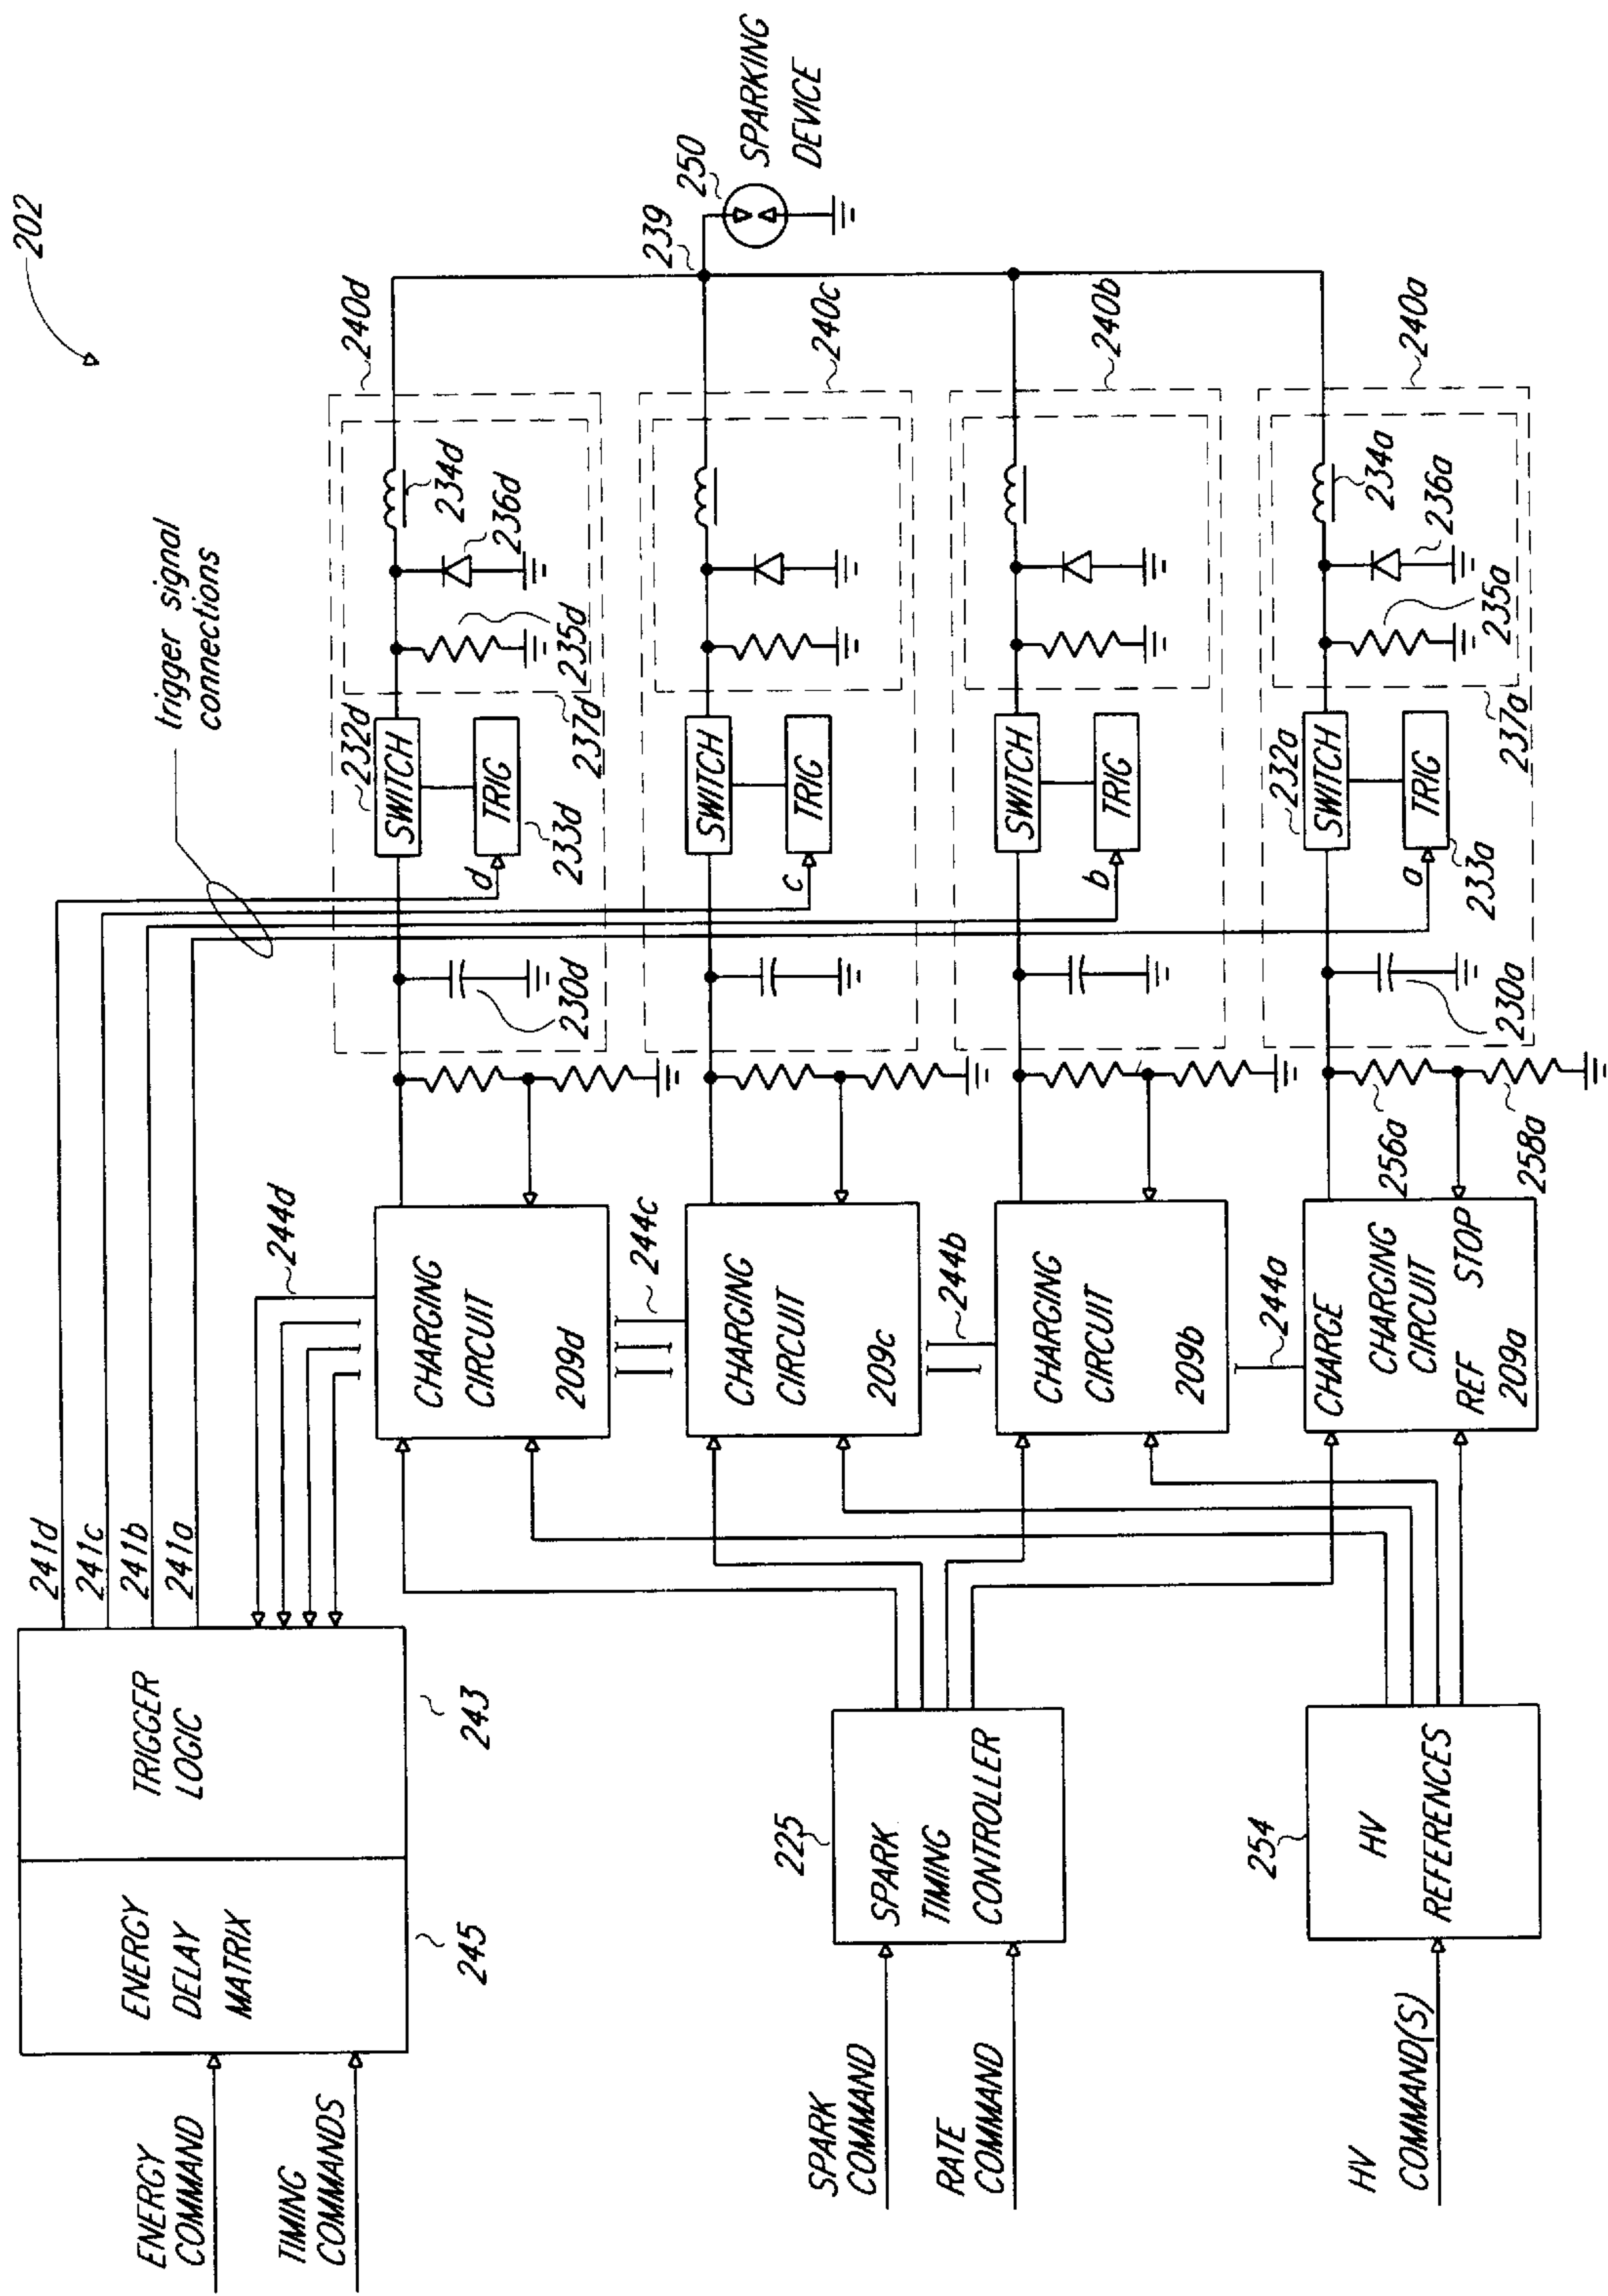 202
trigger signal
connections
241d
241c
241b
241a
244d
ENERGY
COMMAND
TIMING
COMMANDS
ENERGY
DELAY
MATRIX
245
TRIGGER
LOGIC
243
SPARK
COMMAND
RATE
COMMAND
225
SPARK
TIMING
CONTROLLER
HV
COMMAND(S)
254
HV
REFERENCES
CHARGING
CIRCUIT
209d
244c
CHARGING
CIRCUIT
209c
244b
CHARGING
CIRCUIT
209b
244a
CHARGE
CHARGING
CIRCUIT
REF STOP
209a
256a
258a
230d
232d
SWITCH
d
TRIG
233d
235d
237d
234d
236d
240d
SWITCH
c
TRIG
240c
SWITCH
b
TRIG
240b
230a
232a
SWITCH
a
TRIG
233a
235a
237a
234a
236a
240a
239
250
SPARKING
DEVICE